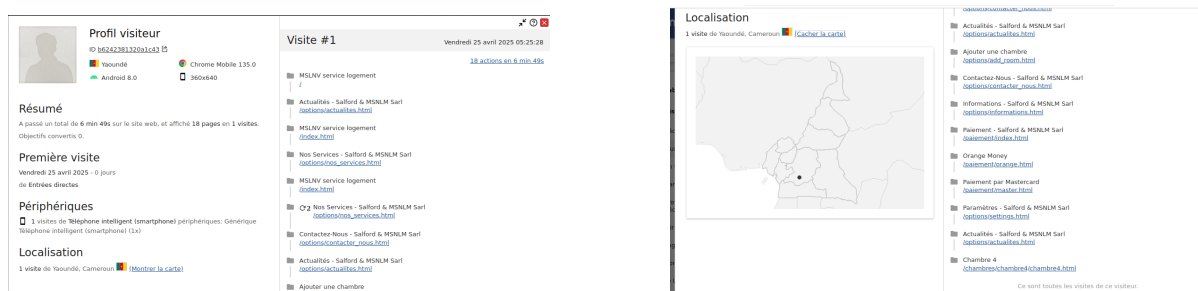 Profil visiteur
ID b6242381320a1c43
Yaoundé
Chrome Mobile 135.0
Android 8.0
360x640
Résumé
A passé un total de 6 min 49s sur le site web, et affiché 18 pages en 1 visites.
Objectifs convertis 0.
Première visite
Vendredi 25 avril 2025 - 0 jours
de Entrées directes
Périphériques
1 visites de Téléphone intelligent (smartphone) périphériques: Générique
Téléphone intelligent (smartphone) (1x)
Localisation
1 visite de Yaoundé, Cameroun (Montrer la carte)
Visite #1
Vendredi 25 avril 2025 05:25:28
18 actions en 6 min 49s
MSLNV service logement
/
Actualités - Salford & MSNLM Sarl
/options/actualites.html
MSLNV service logement
/index.html
Nos Services - Salford & MSNLM Sarl
/options/nos_services.html
MSLNV service logement
/index.html
2 Nos Services - Salford & MSNLM Sarl
/options/nos_services.html
Contactez-Nous - Salford & MSNLM Sarl
/options/contacter_nous.html
Actualités - Salford & MSNLM Sarl
/options/actualites.html
Ajouter une chambre
Localisation
1 visite de Yaoundé, Cameroun (Cacher la carte)
/options/contacter_nous.html
Actualités - Salford & MSNLM Sarl
/options/actualites.html
Ajouter une chambre
/options/add_room.html
Contactez-Nous - Salford & MSNLM Sarl
/options/contacter_nous.html
Informations - Salford & MSNLM Sarl
/options/informations.html
Paiement - Salford & MSNLM Sarl
/paiement/index.html
Orange Money
/paiement/orange.html
Paiement par Mastercard
/paiement/master.html
Paramètres - Salford & MSNLM Sarl
/options/settings.html
Actualités - Salford & MSNLM Sarl
/options/actualites.html
Chambre 4
/chambres/chambre4/chambre4.html
Ce sont toutes les visites de ce visiteur.